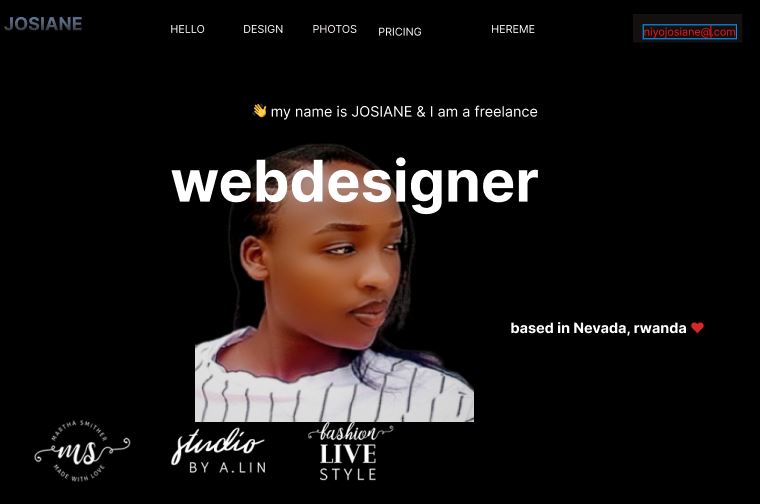 JOSIANE
HELLO DESIGN PHOTOS PRICING HEREME niyojosiane@.com
👋 my name is JOSIANE & I am a freelance
webdesigner
based in Nevada, rwanda ❤
MARTHA SMITHER
ms
MADE WITH LOVE
studio
BY A.LIN
fashion
LIVE
STYLE